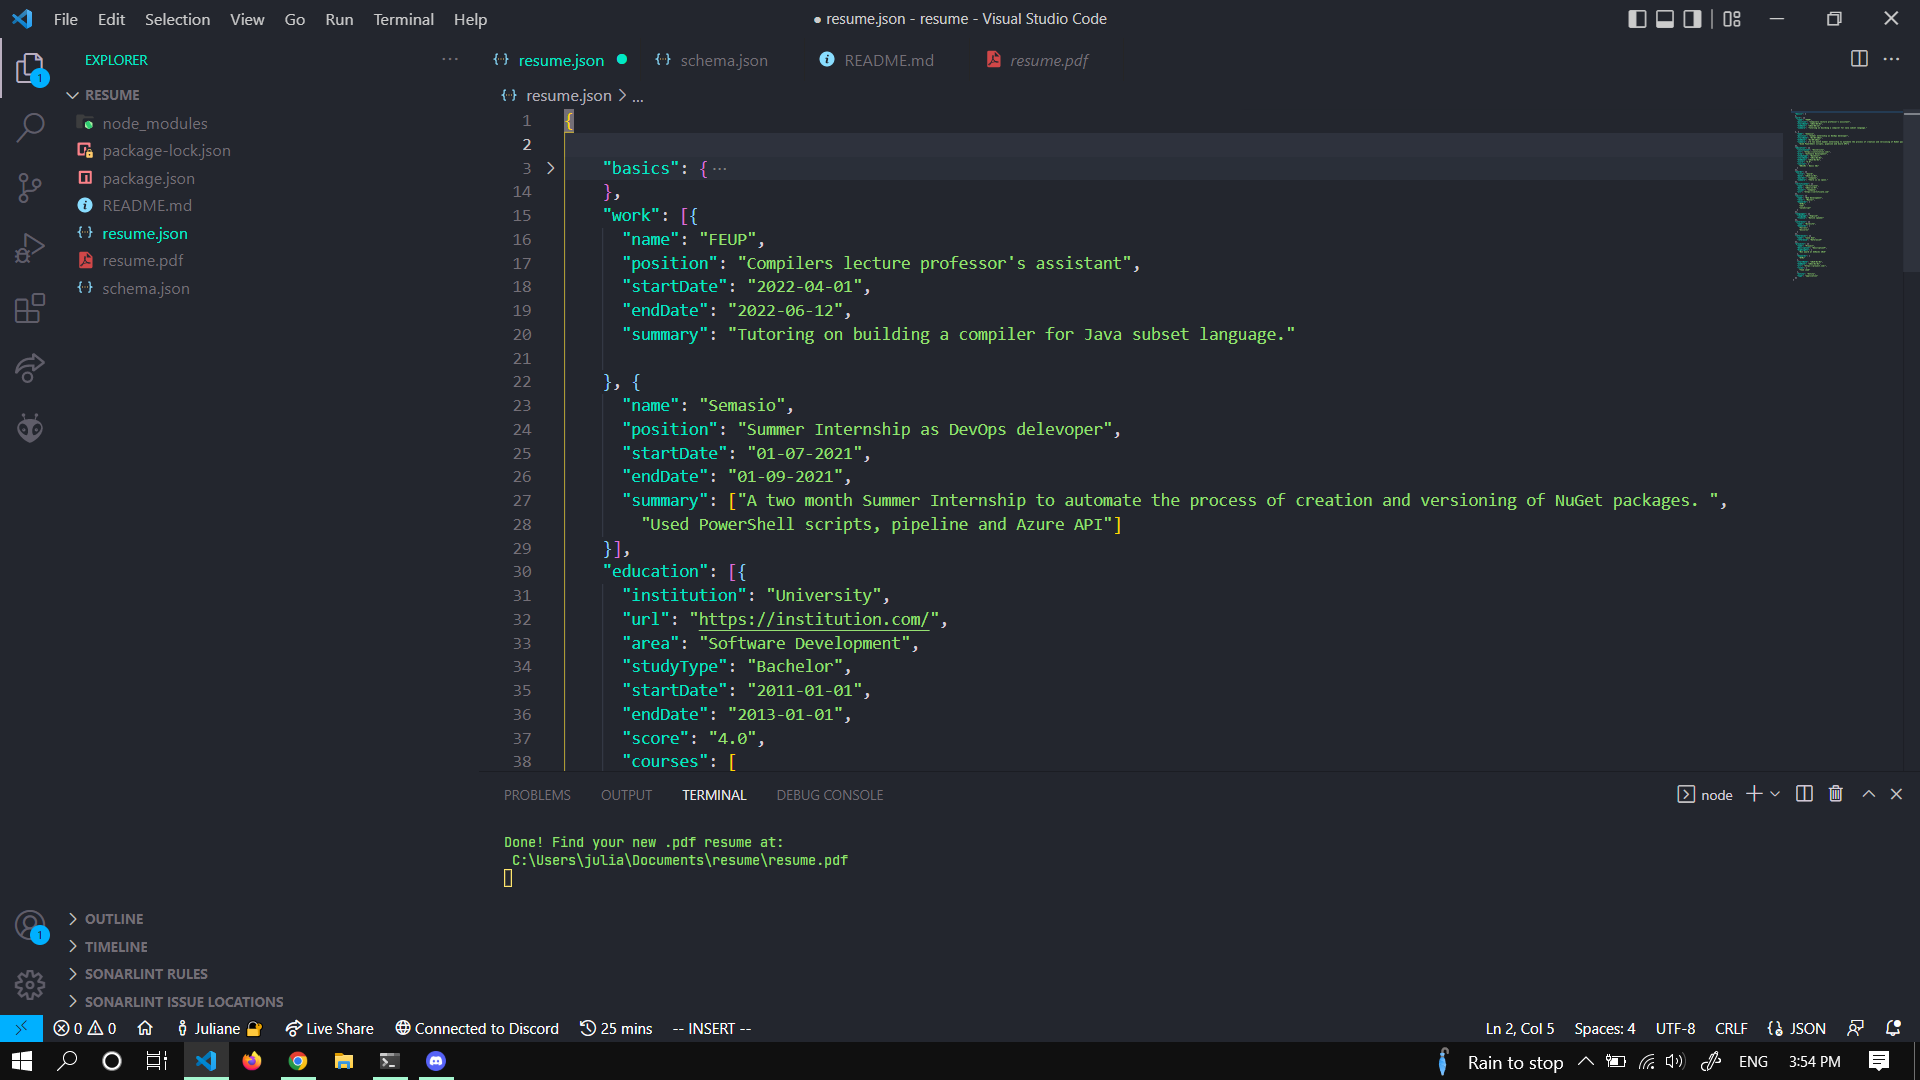 File Edit Selection View Go Run Terminal Help
● resume.json - resume - Visual Studio Code
EXPLORER
RESUME
node_modules
package-lock.json
package.json
README.md
resume.json
resume.pdf
schema.json
1
resume.json schema.json README.md resume.pdf
resume.json > ...
1 {
2
3 "basics": { ...
14 },
15 "work": [{
16 "name": "FEUP",
17 "position": "Compilers lecture professor's assistant",
18 "startDate": "2022-04-01",
19 "endDate": "2022-06-12",
20 "summary": "Tutoring on building a compiler for Java subset language."
21
22 }, {
23 "name": "Semasio",
24 "position": "Summer Internship as DevOps delevoper",
25 "startDate": "01-07-2021",
26 "endDate": "01-09-2021",
27 "summary": ["A two month Summer Internship to automate the process of creation and versioning of NuGet packages. ",
28 "Used PowerShell scripts, pipeline and Azure API"]
29 }],
30 "education": [{
31 "institution": "University",
32 "url": "https://institution.com/",
33 "area": "Software Development",
34 "studyType": "Bachelor",
35 "startDate": "2011-01-01",
36 "endDate": "2013-01-01",
37 "score": "4.0",
38 "courses": [
PROBLEMS OUTPUT TERMINAL DEBUG CONSOLE
node
Done! Find your new .pdf resume at:
C:\Users\julia\Documents\resume\resume.pdf
OUTLINE
TIMELINE
SONARLINT RULES
SONARLINT ISSUE LOCATIONS
1
0 0 Juliane Live Share Connected to Discord 25 mins -- INSERT --
Ln 2, Col 5 Spaces: 4 UTF-8 CRLF JSON
Rain to stop ENG 3:54 PM